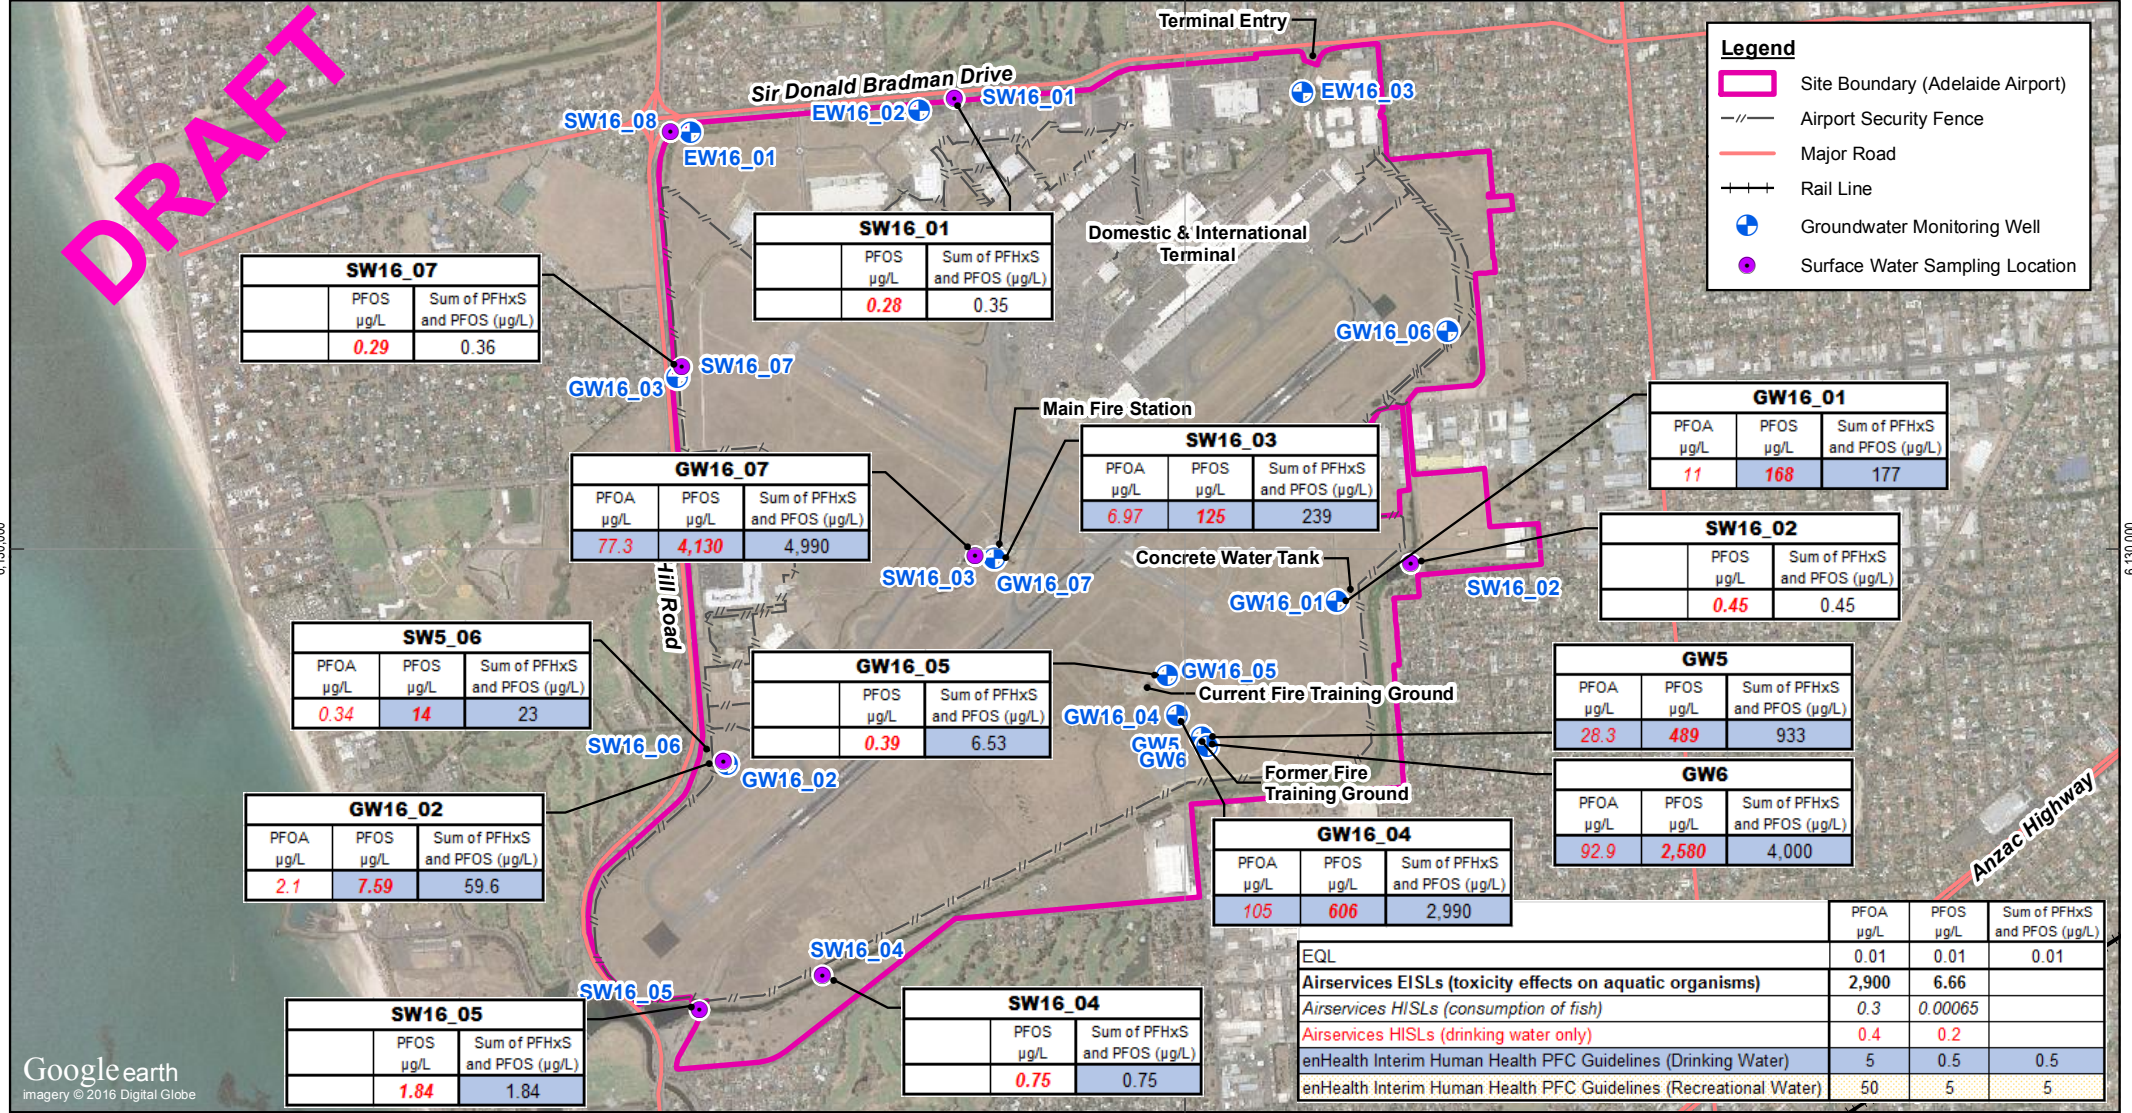 DRAFT
Terminal Entry
Sir Donald Bradman Drive
SW16_01
EW16_02
EW16_03
SW16_08
EW16_01
Legend
Site Boundary (Adelaide Airport)
Airport Security Fence
Major Road
Rail Line
Groundwater Monitoring Well
Surface Water Sampling Location
SW16_01
PFOS Sum of PFHxS
µg/L and PFOS (µg/L)
0.28 0.35
Domestic & International
Terminal
SW16_07
PFOS Sum of PFHxS
µg/L and PFOS (µg/L)
0.29 0.36
GW16_06
SW16_07
GW16_03
Main Fire Station
GW16_01
PFOA PFOS Sum of PFHxS
µg/L µg/L and PFOS (µg/L)
11 168 177
SW16_03
PFOA PFOS Sum of PFHxS
µg/L µg/L and PFOS (µg/L)
6.97 125 239
GW16_07
PFOA PFOS Sum of PFHxS
µg/L µg/L and PFOS (µg/L)
77.3 4,130 4,990
SW16_02
PFOS Sum of PFHxS
µg/L and PFOS (µg/L)
0.45 0.45
6,130,000
Concrete Water Tank
SW16_03
GW16_07
SW16_02
GW16_01
Hill Road
SW5_06
PFOA PFOS Sum of PFHxS
µg/L µg/L and PFOS (µg/L)
0.34 14 23
GW16_05
PFOS Sum of PFHxS
µg/L and PFOS (µg/L)
0.39 6.53
GW16_05
Current Fire Training Ground
GW16_04
GW5
GW6
GW5
PFOA PFOS Sum of PFHxS
µg/L µg/L and PFOS (µg/L)
28.3 489 933
SW16_06
GW16_02
Former Fire
Training Ground
GW6
PFOA PFOS Sum of PFHxS
µg/L µg/L and PFOS (µg/L)
92.9 2,580 4,000
GW16_02
PFOA PFOS Sum of PFHxS
µg/L µg/L and PFOS (µg/L)
2.1 7.59 59.6
GW16_04
PFOA PFOS Sum of PFHxS
µg/L µg/L and PFOS (µg/L)
105 606 2,990
Anzac Highway
SW16_04
SW16_05
SW16_05
PFOS Sum of PFHxS
µg/L and PFOS (µg/L)
1.84 1.84
SW16_04
PFOS Sum of PFHxS
µg/L and PFOS (µg/L)
0.75 0.75
PFOA PFOS Sum of PFHxS
µg/L µg/L and PFOS (µg/L)
EQL 0.01 0.01 0.01
Airservices EISLs (toxicity effects on aquatic organisms) 2,900 6.66
Airservices HISLs (consumption of fish) 0.3 0.00065
Airservices HISLs (drinking water only) 0.4 0.2
enHealth Interim Human Health PFC Guidelines (Drinking Water) 5 0.5 0.5
enHealth Interim Human Health PFC Guidelines (Recreational Water) 50 5 5
Google earth
imagery © 2016 Digital Globe